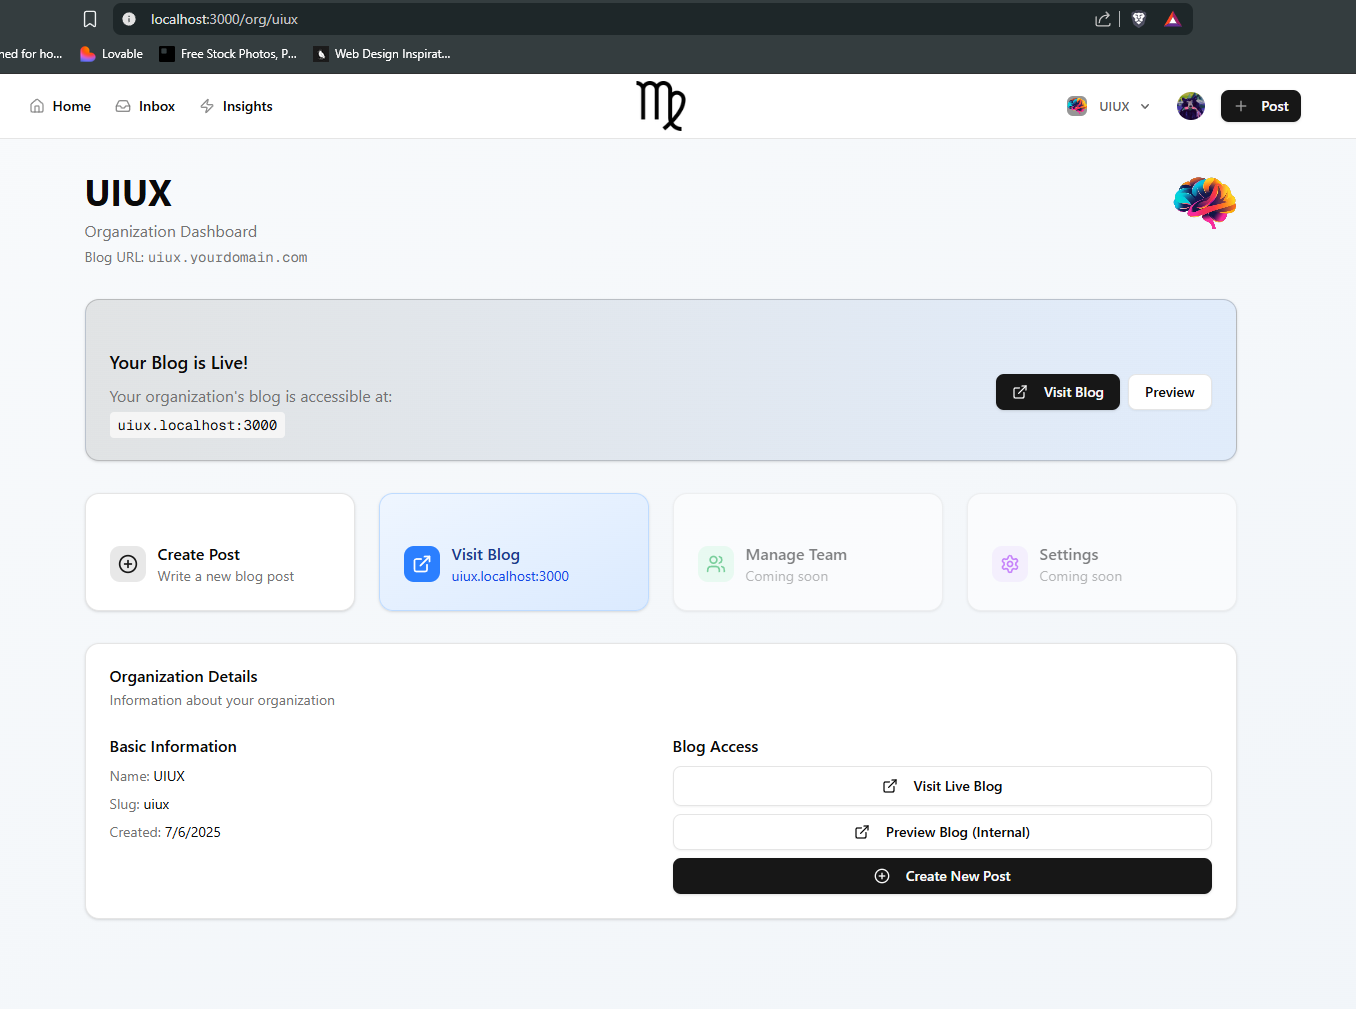 localhost:3000/org/uiux
ned for ho...
Lovable
Free Stock Photos, P...
Web Design Inspirat...
Home
Inbox
Insights
UIUX
Post
UIUX
Organization Dashboard
Blog URL: uiux.yourdomain.com
Your Blog is Live!
Your organization's blog is accessible at:
uiux.localhost:3000
Visit Blog
Preview
Create Post
Write a new blog post
Visit Blog
uiux.localhost:3000
Manage Team
Coming soon
Settings
Coming soon
Organization Details
Information about your organization
Basic Information
Name: UIUX
Slug: uiux
Created: 7/6/2025
Blog Access
Visit Live Blog
Preview Blog (Internal)
Create New Post